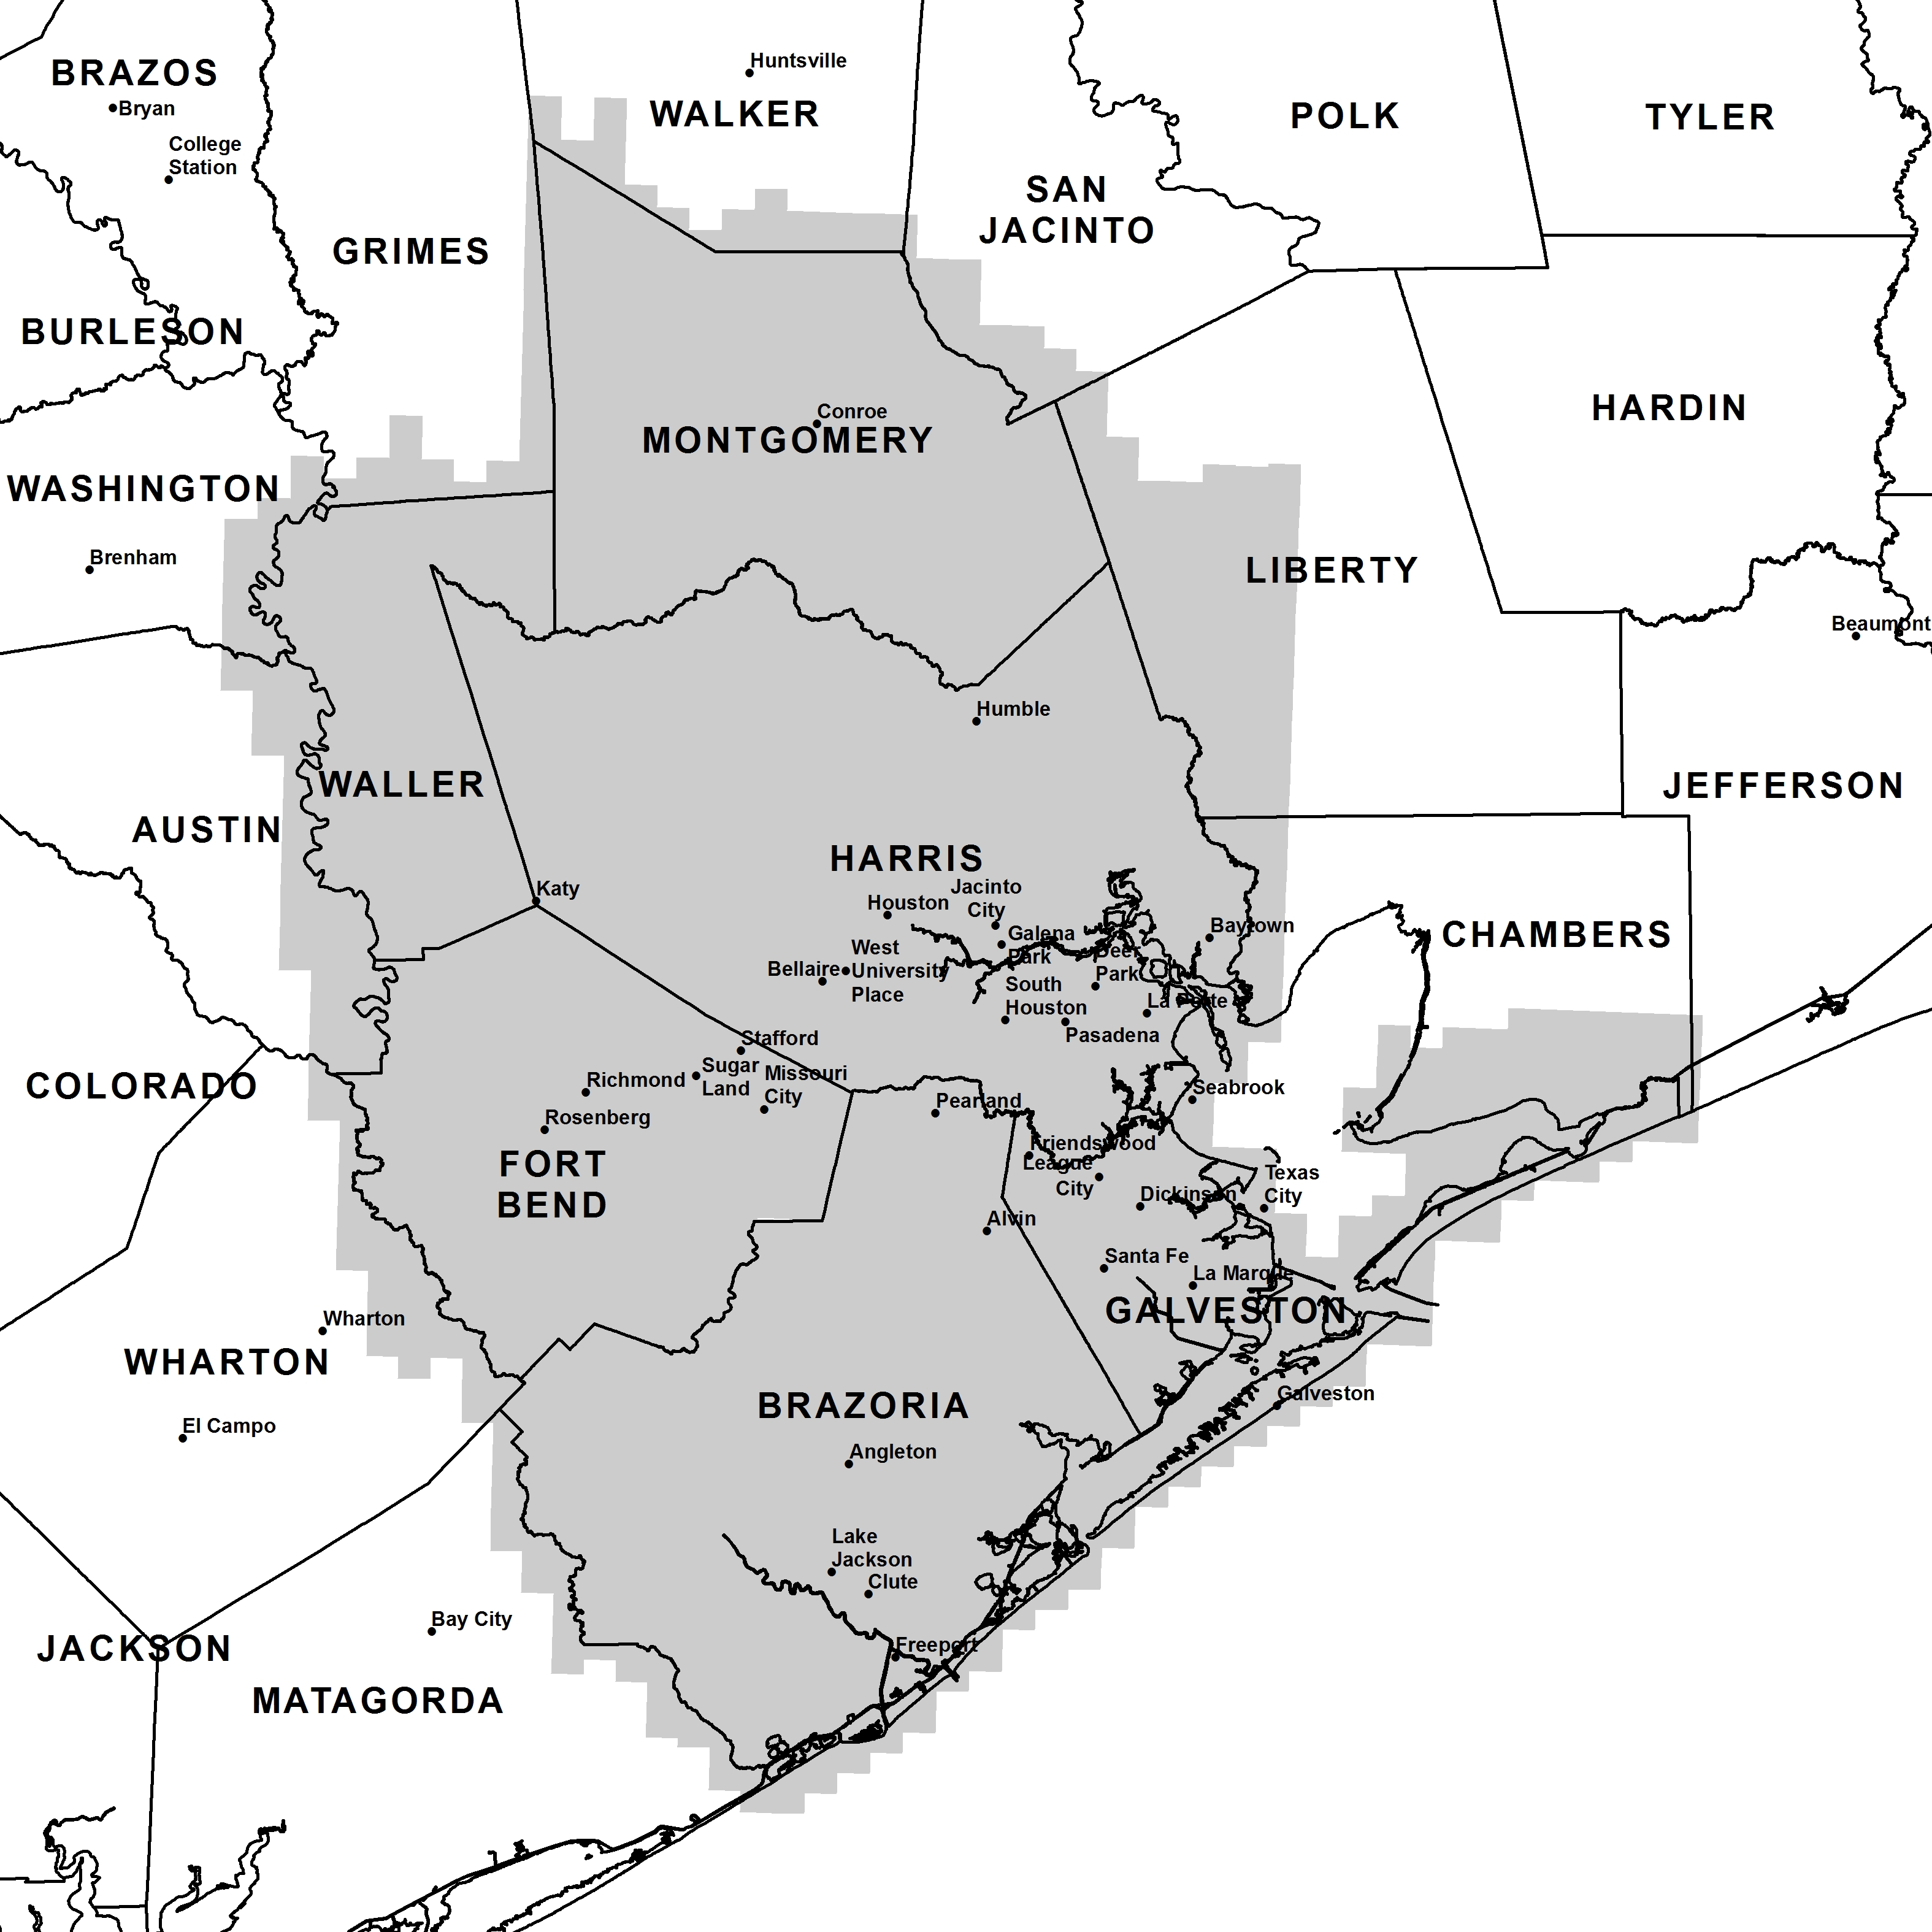 Huntsville
BRAZOS
Bryan
WALKER
POLK
TYLER
College
Station
SAN
JACINTO
GRIMES
BURLESON
HARDIN
Conroe
MONTGOMERY
WASHINGTON
Brenham
LIBERTY
Beaumont
Humble
WALLER
JEFFERSON
AUSTIN
HARRIS
Katy
Jacinto
City
Houston
Galena
Park
Baytown
CHAMBERS
West
University
Place
Bellaire
Deer
Park
South
Houston
La Porte
Pasadena
Stafford
Sugar
Land
Missouri
City
COLORADO
Richmond
Seabrook
Pearland
Rosenberg
Friendswood
League
City
FORT
BEND
Texas
City
Dickinson
Alvin
Santa Fe
La Marque
GALVESTON
Wharton
WHARTON
Galveston
BRAZORIA
El Campo
Angleton
Lake
Jackson
Clute
Bay City
JACKSON
Freeport
MATAGORDA